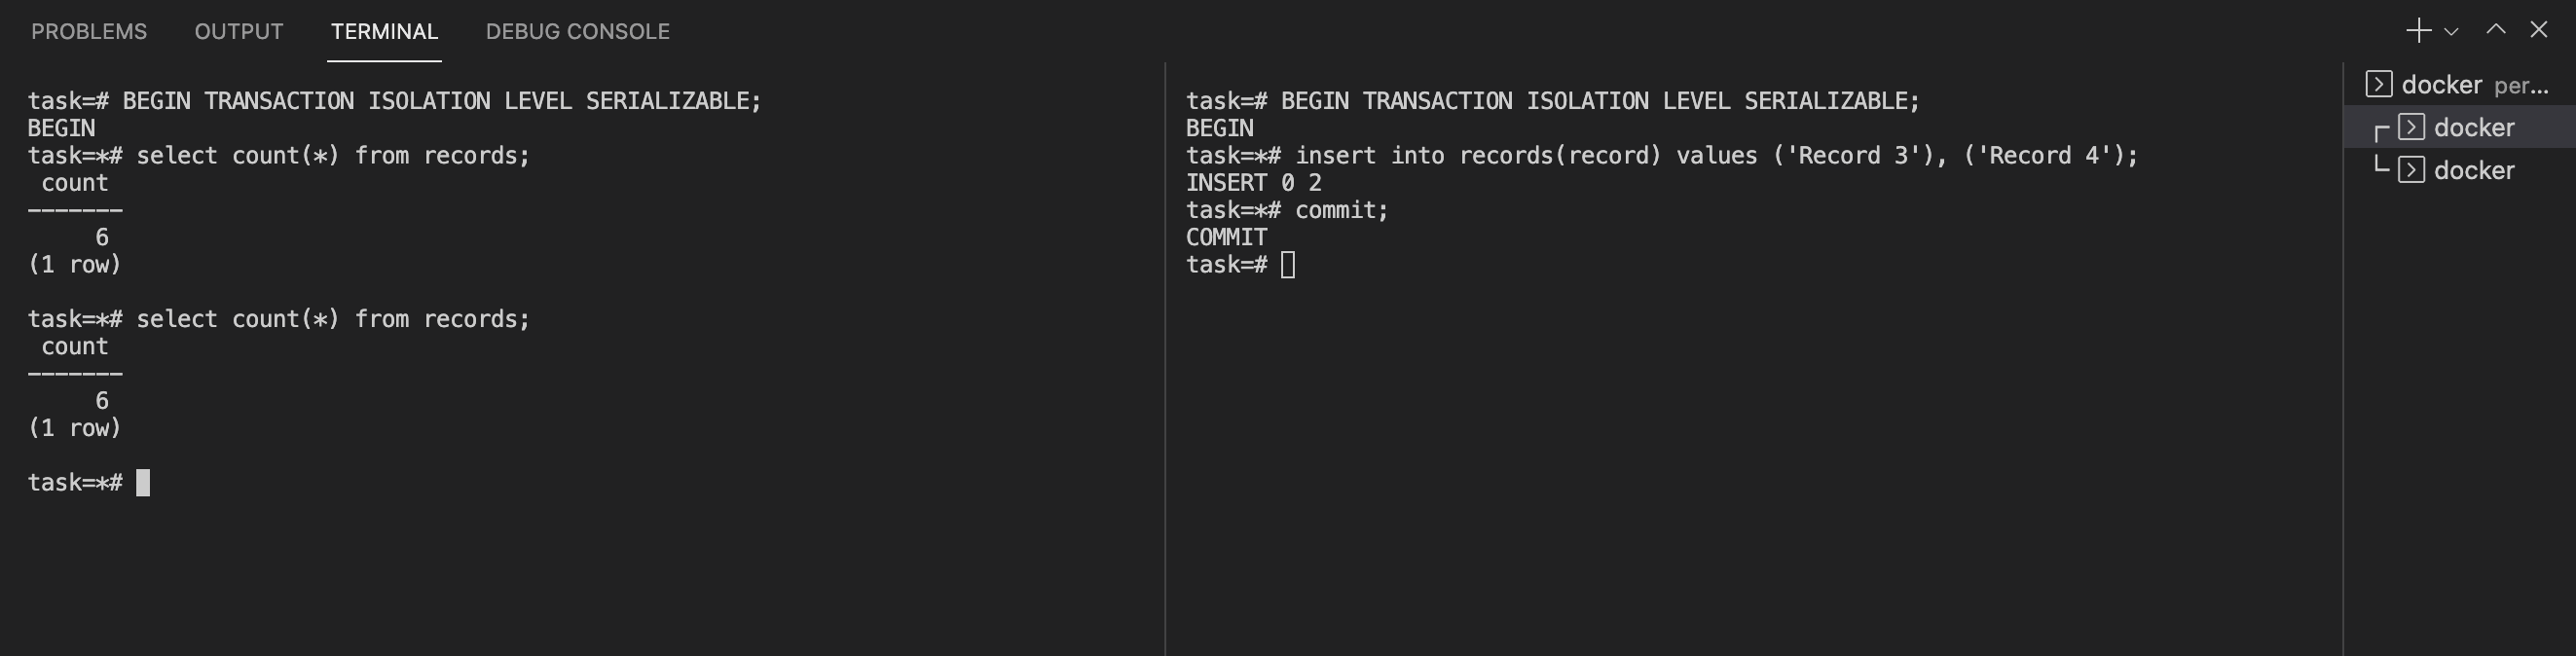 PROBLEMS OUTPUT TERMINAL DEBUG CONSOLE
task=# BEGIN TRANSACTION ISOLATION LEVEL SERIALIZABLE;
BEGIN
task=*# select count(*) from records;
count
-------
6
(1 row)
task=*# select count(*) from records;
count
-------
6
(1 row)
task=*#
task=# BEGIN TRANSACTION ISOLATION LEVEL SERIALIZABLE;
BEGIN
task=*# insert into records(record) values ('Record 3'), ('Record 4');
INSERT 0 2
task=*# commit;
COMMIT
task=#
docker per...
docker
docker